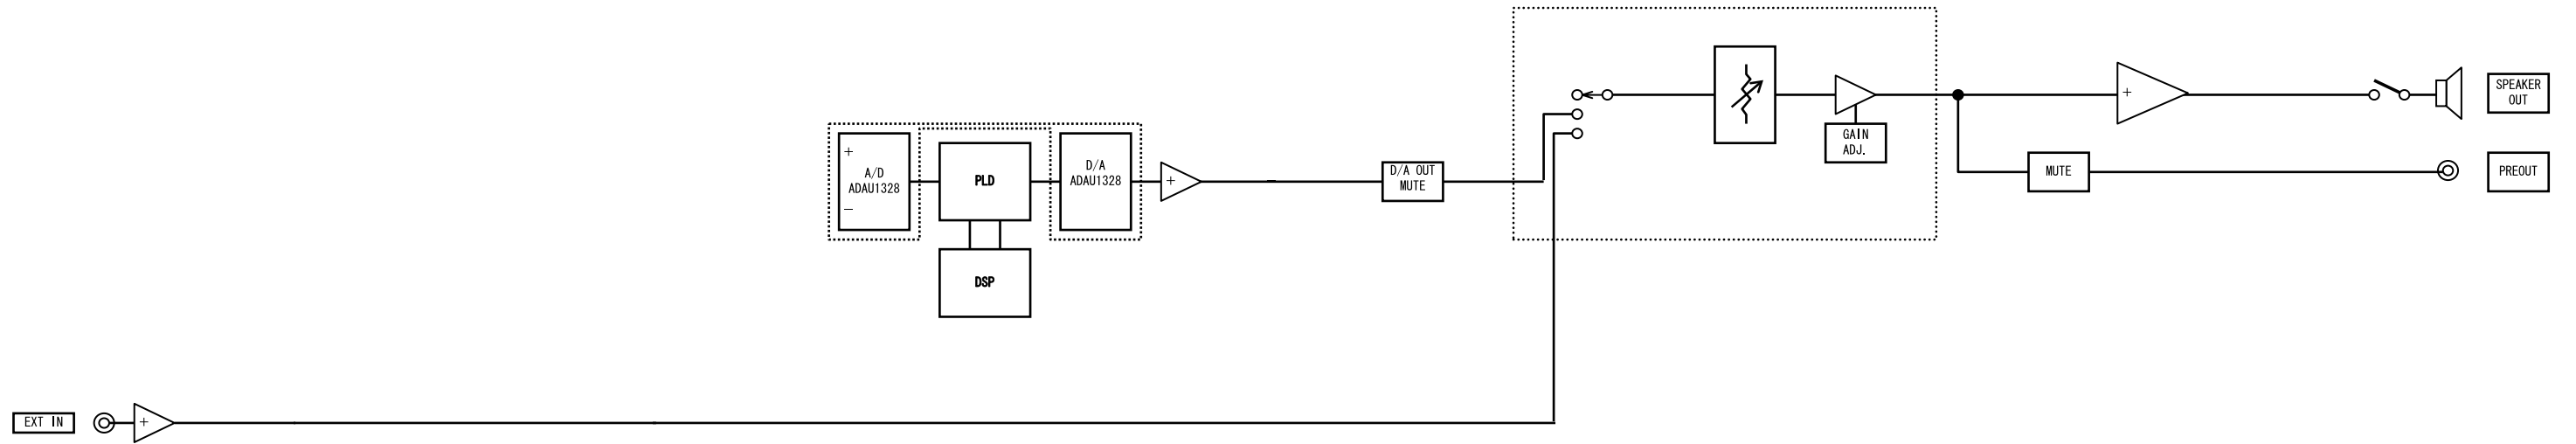 A/D
ADAU1328
PLD
DSP
D/A
ADAU1328
D/A OUT
MUTE
GAIN
ADJ.
MUTE
SPEAKER
OUT
PREOUT
EXT IN